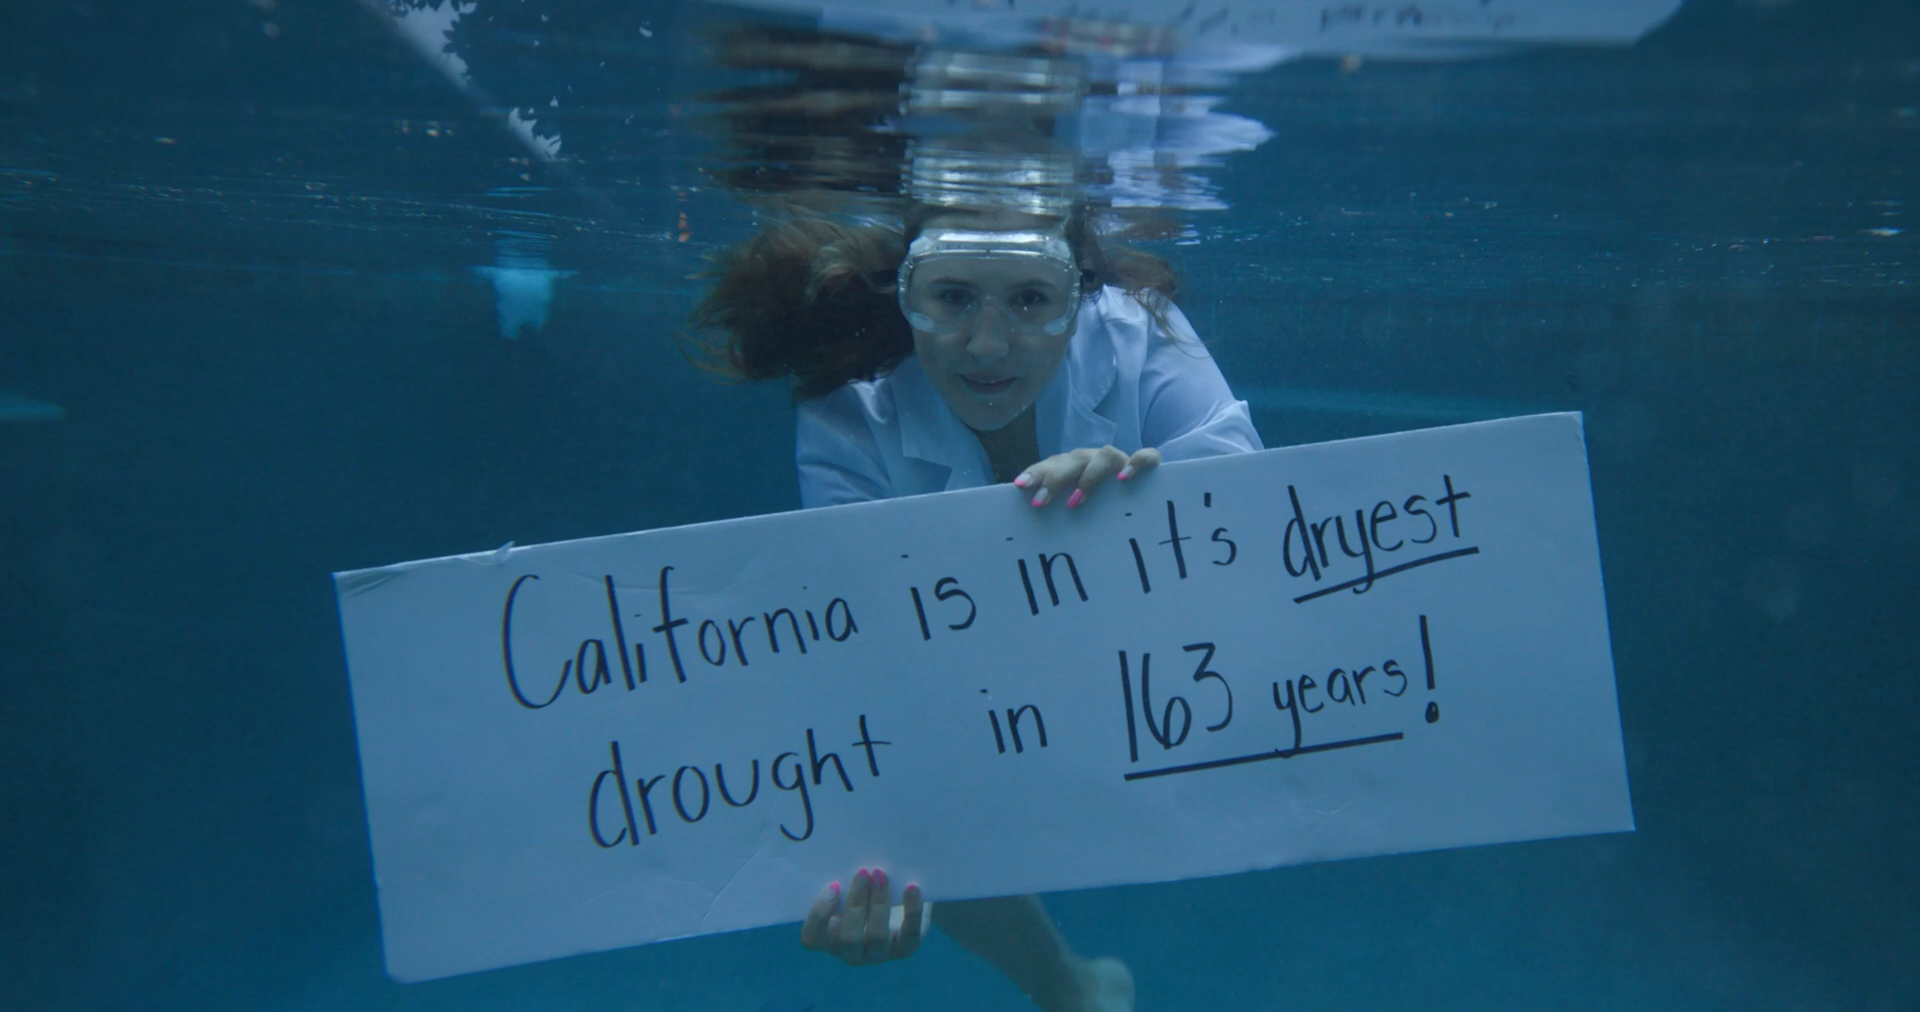 California is in it's dryest
drought in 163 years!